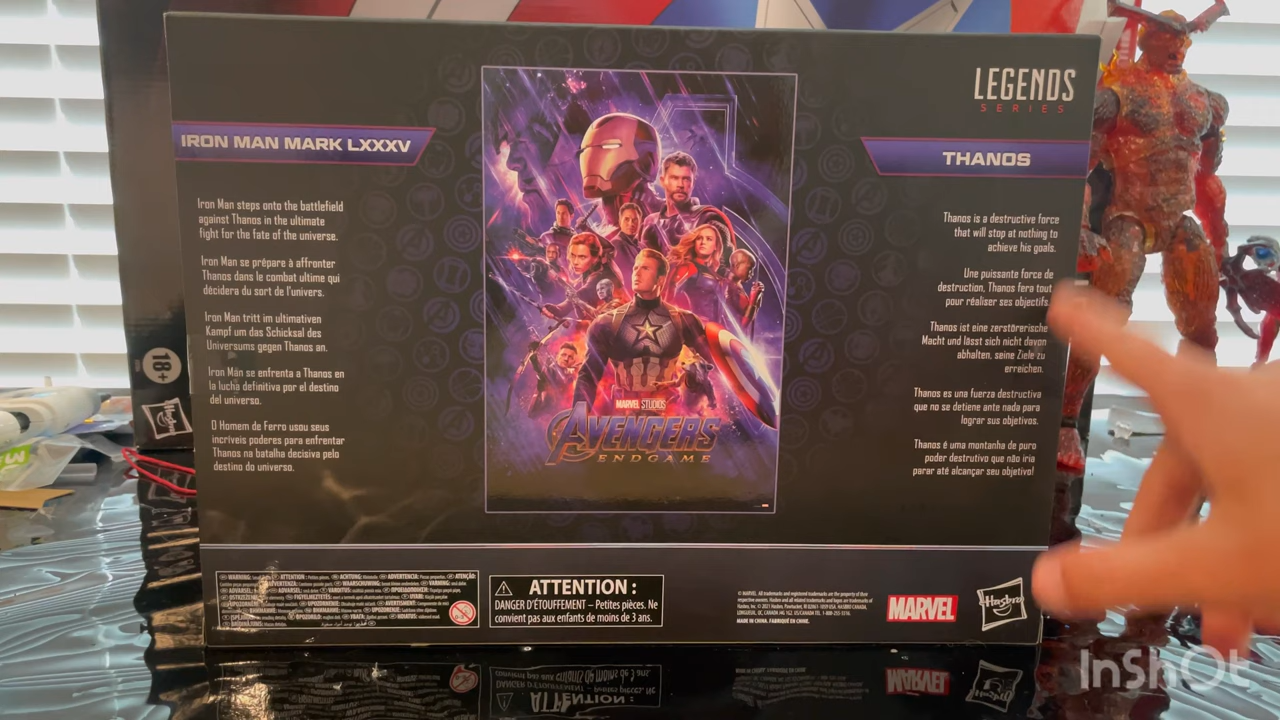 LEGENDS
SERIES
IRON MAN MARK LXXXV
Iron Man steps onto the battlefield
against Thanos in the ultimate
fight for the fate of the universe.
Iron Man se prépare à affronter
Thanos dans le combat ultime qui
décidera du sort de l'univers.
Iron Man tritt im ultimativen
Kampf um das Schicksal des
Universums gegen Thanos an.
Iron Man se enfrenta a Thanos en
la lucha definitiva por el destino
del universo.
O Homem de Ferro usou seus
incríveis poderes para enfrentar
Thanos na batalha decisiva pelo
destino do universo.
MARVEL STUDIOS
AVENGERS
ENDGAME
THANOS
Thanos is a destructive force
that will stop at nothing to
achieve his goals.
Une puissante force de
destruction, Thanos fera tout
pour réaliser ses objectifs.
Thanos ist eine zerstörerische
Macht und lässt sich nicht davon
abhalten, seine Ziele zu
erreichen.
Thanos es una fuerza destructiva
que no se detiene ante nada para
lograr sus objetivos.
Thanos é uma montanha de puro
poder destrutivo que não iria
parar até alcançar seu objetivo!
18+
Hasbro
ATTENTION :
DANGER D'ÉTOUFFEMENT – Petites pièces. Ne
convient pas aux enfants de moins de 3 ans.
MADE IN CHINA. FABRIQUÉ EN CHINE.
MARVEL
Hasbro
InShOt